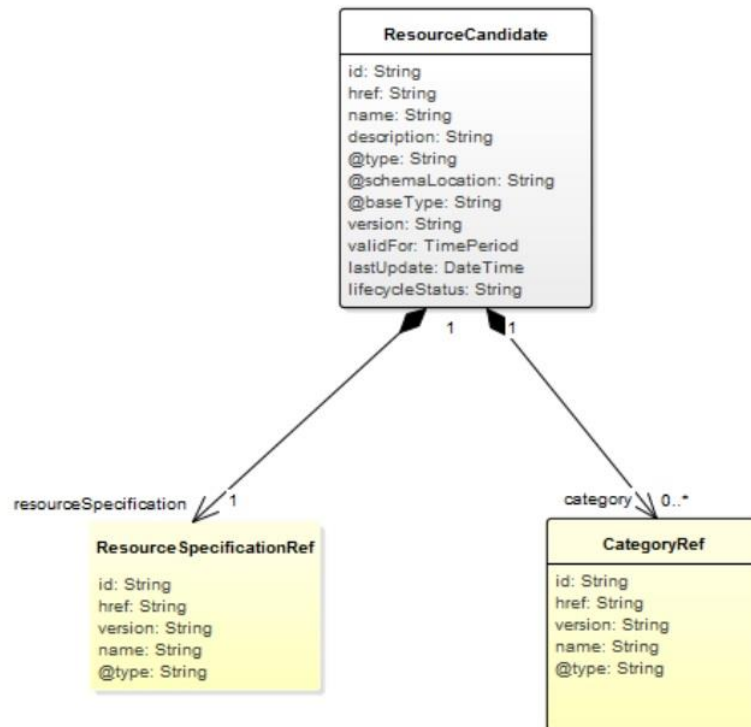 ResourceCandidate
id: String
href: String
name: String
description: String
@type: String
@schemaLocation: String
@baseType: String
version: String
validFor: TimePeriod
lastUpdate: DateTime
lifecycleStatus: String
1
1
resourceSpecification
1
category
0..*
ResourceSpecificationRef
id: String
href: String
version: String
name: String
@type: String
CategoryRef
id: String
href: String
version: String
name: String
@type: String